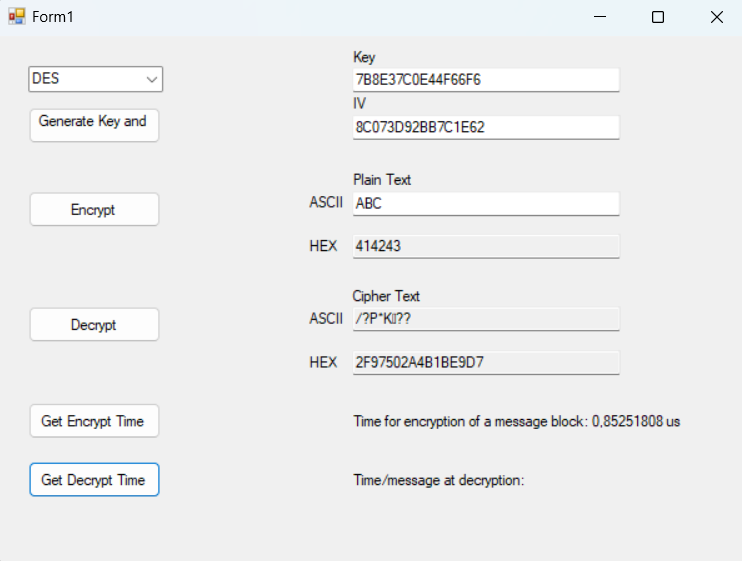 Form1
DES
Key
7B8E37C0E44F66F6
Generate Key and
IV
8C073D92BB7C1E62
Plain Text
Encrypt
ASCII
ABC
HEX
414243
Cipher Text
Decrypt
ASCII
/?P*K▯??
HEX
2F97502A4B1BE9D7
Get Encrypt Time
Time for encryption of a message block: 0,85251808 us
Get Decrypt Time
Time/message at decryption: